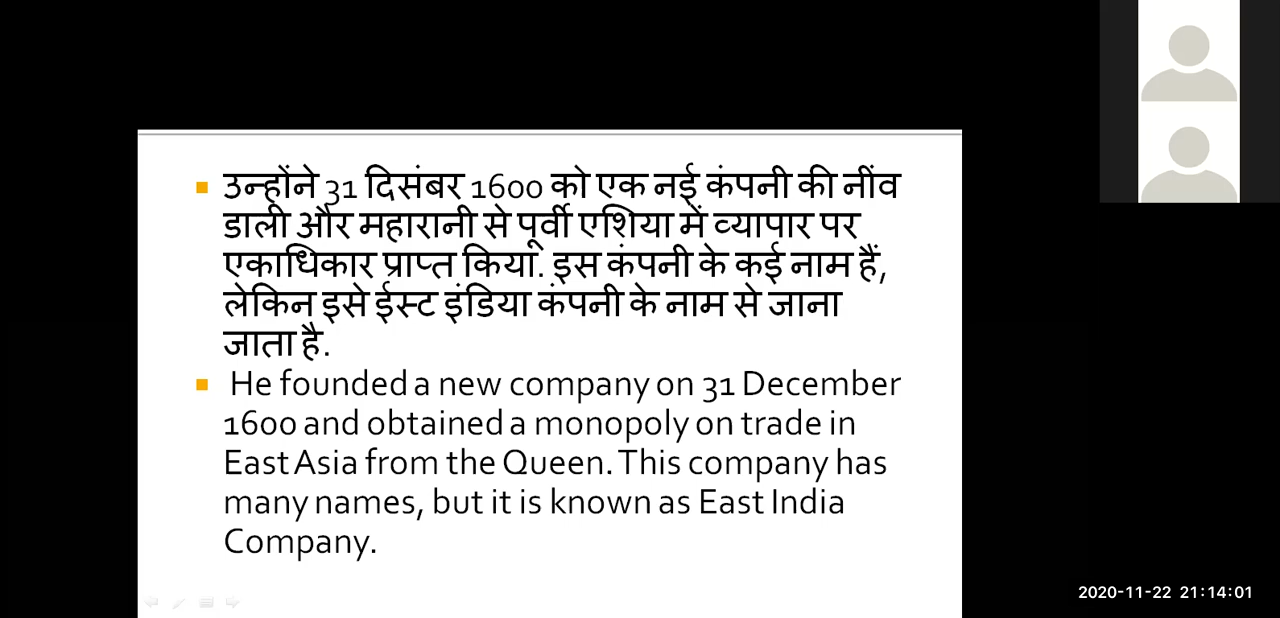 उन्होंने 31 दिसंबर 1600 को एक नई कंपनी की नींव
डाली और महारानी से पूर्वी एशिया में व्यापार पर
एकाधिकार प्राप्त किया. इस कंपनी के कई नाम हैं,
लेकिन इसे ईस्ट इंडिया कंपनी के नाम से जाना
जाता है.
He founded a new company on 31 December
1600 and obtained a monopoly on trade in
East Asia from the Queen. This company has
many names, but it is known as East India
Company.
2020-11-22 21:14:01